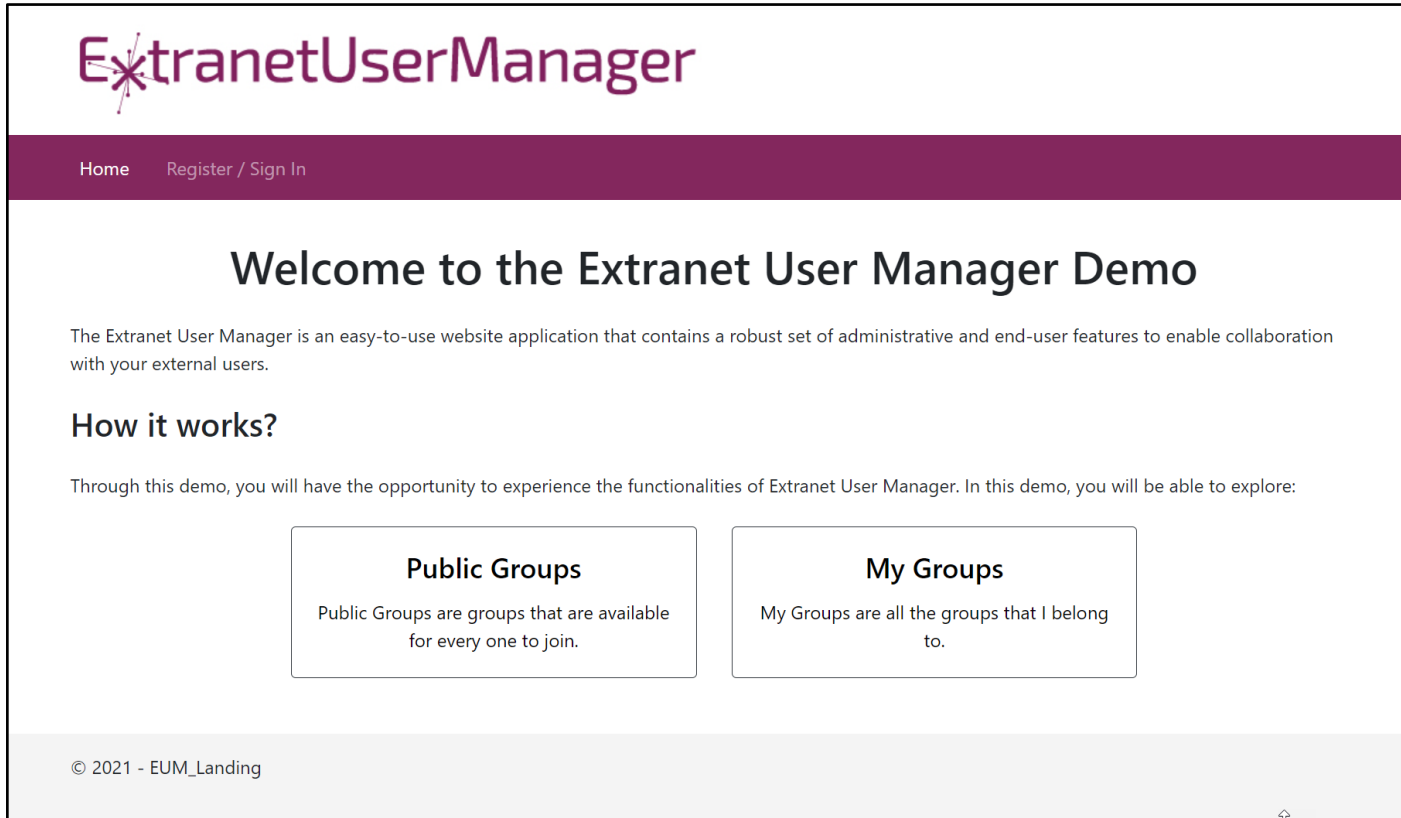 ExtranetUserManager
Home Register / Sign In
Welcome to the Extranet User Manager Demo
The Extranet User Manager is an easy-to-use website application that contains a robust set of administrative and end-user features to enable collaboration
with your external users.
How it works?
Through this demo, you will have the opportunity to experience the functionalities of Extranet User Manager. In this demo, you will be able to explore:
Public Groups
Public Groups are groups that are available
for every one to join.
My Groups
My Groups are all the groups that I belong
to.
© 2021 - EUM_Landing